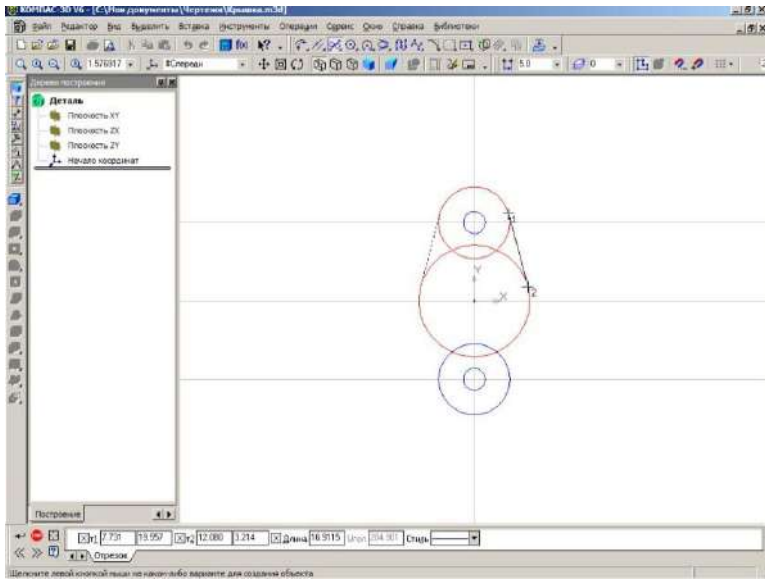 КОМПАС-3D V6 - [C:\Мои документы\Чертежи\Крышка.m3d]
Файл Редактор Вид Выделить Вставка Инструменты Операции Сервис Окно Справка Библиотеки
1.576017 #Спереди 5.0 0
Дерево построения
Деталь
Плоскость XY
Плоскость ZX
Плоскость ZY
Начало координат
1
Y
2
X
Построение
т1 7.731 19.957 т2 12.080 3.214 Длина 16.9115 Угол Стиль
Отрезок
Щелкните левой кнопкой мыши на каком-либо варианте для создания объекта